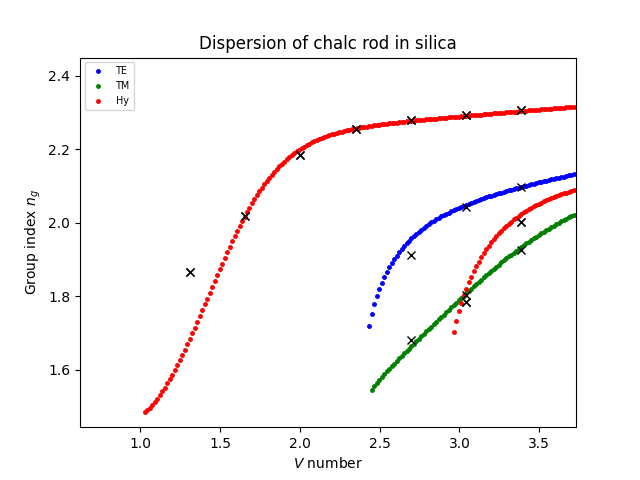 Dispersion of chalc rod in silica
TE
TM
Hy
Group index $n_g$
2.4
2.2
2.0
1.8
1.6
1.0 1.5 2.0 2.5 3.0 3.5
V number